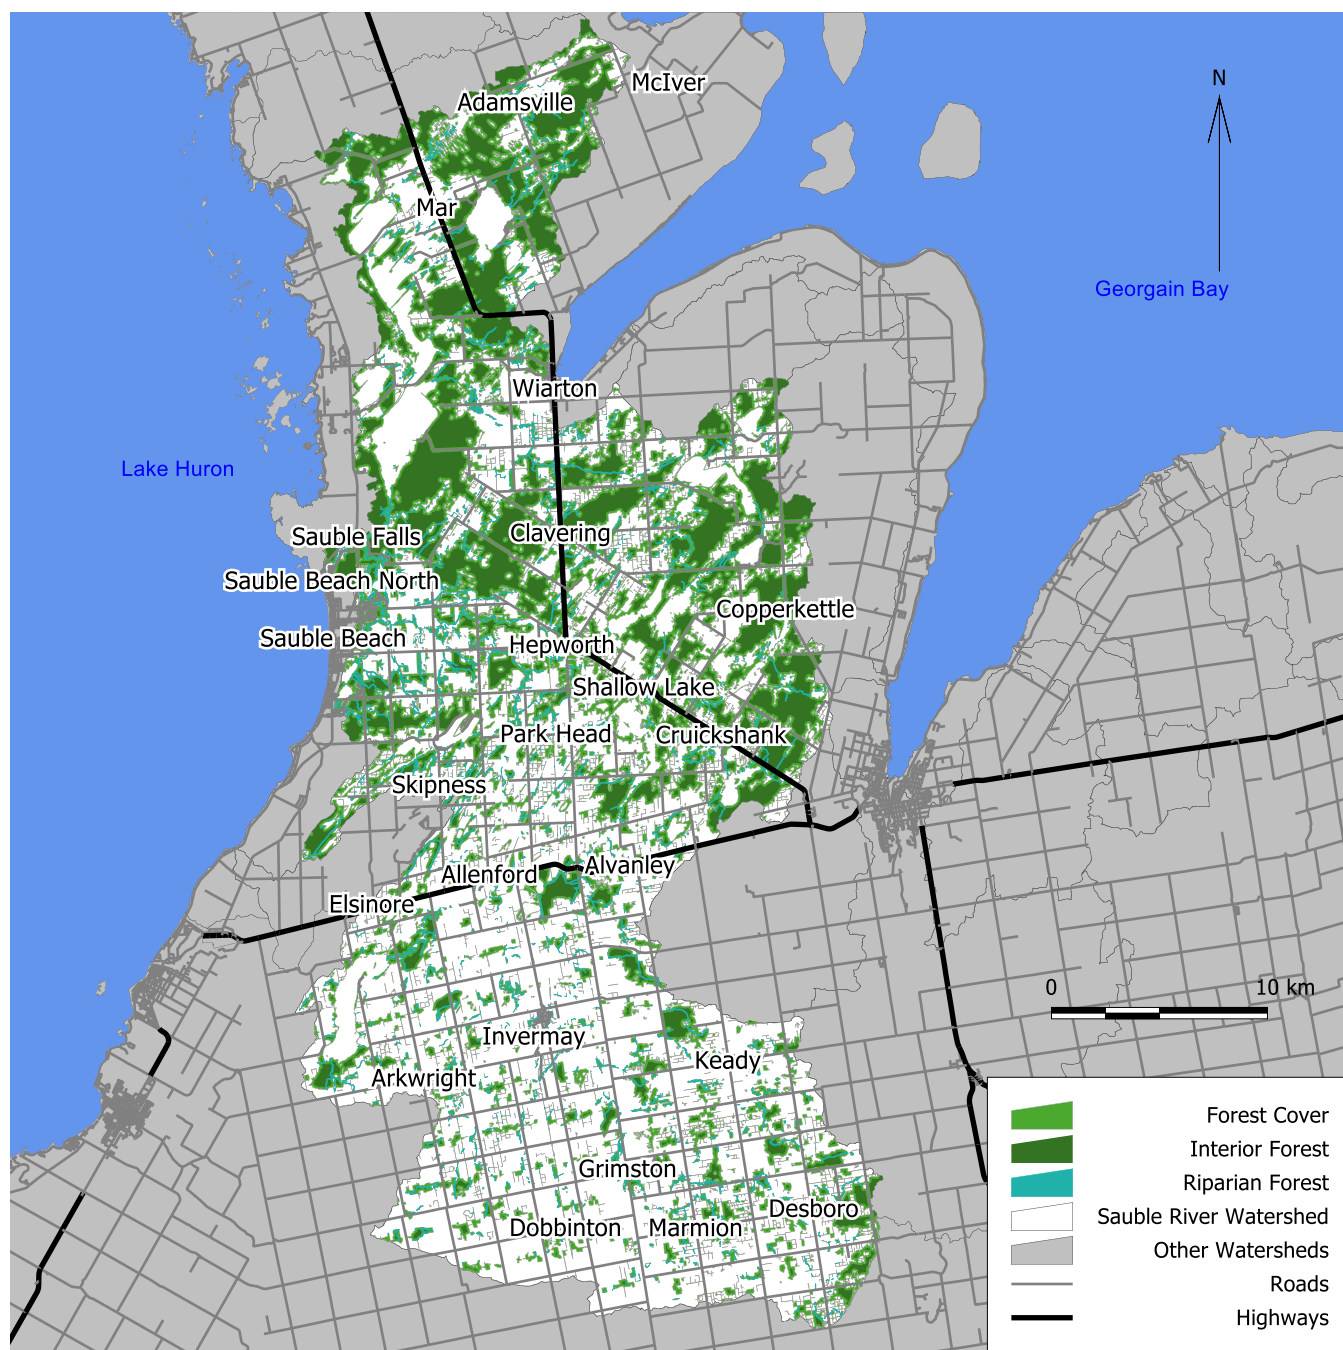 N
McIver
Adamsville
Mar
Georgain Bay
Wiarton
Lake Huron
Clavering
Sauble Falls
Sauble Beach North
Copperkettle
Sauble Beach
Hepworth
Shallow Lake
Park Head
Cruickshank
Skipness
Alvanley
Allenford
Elsinore
0 10 km
Invermay
Keady
Arkwright
Grimston
Desboro
Dobbinton
Marmion
Forest Cover
Interior Forest
Riparian Forest
Sauble River Watershed
Other Watersheds
Roads
Highways